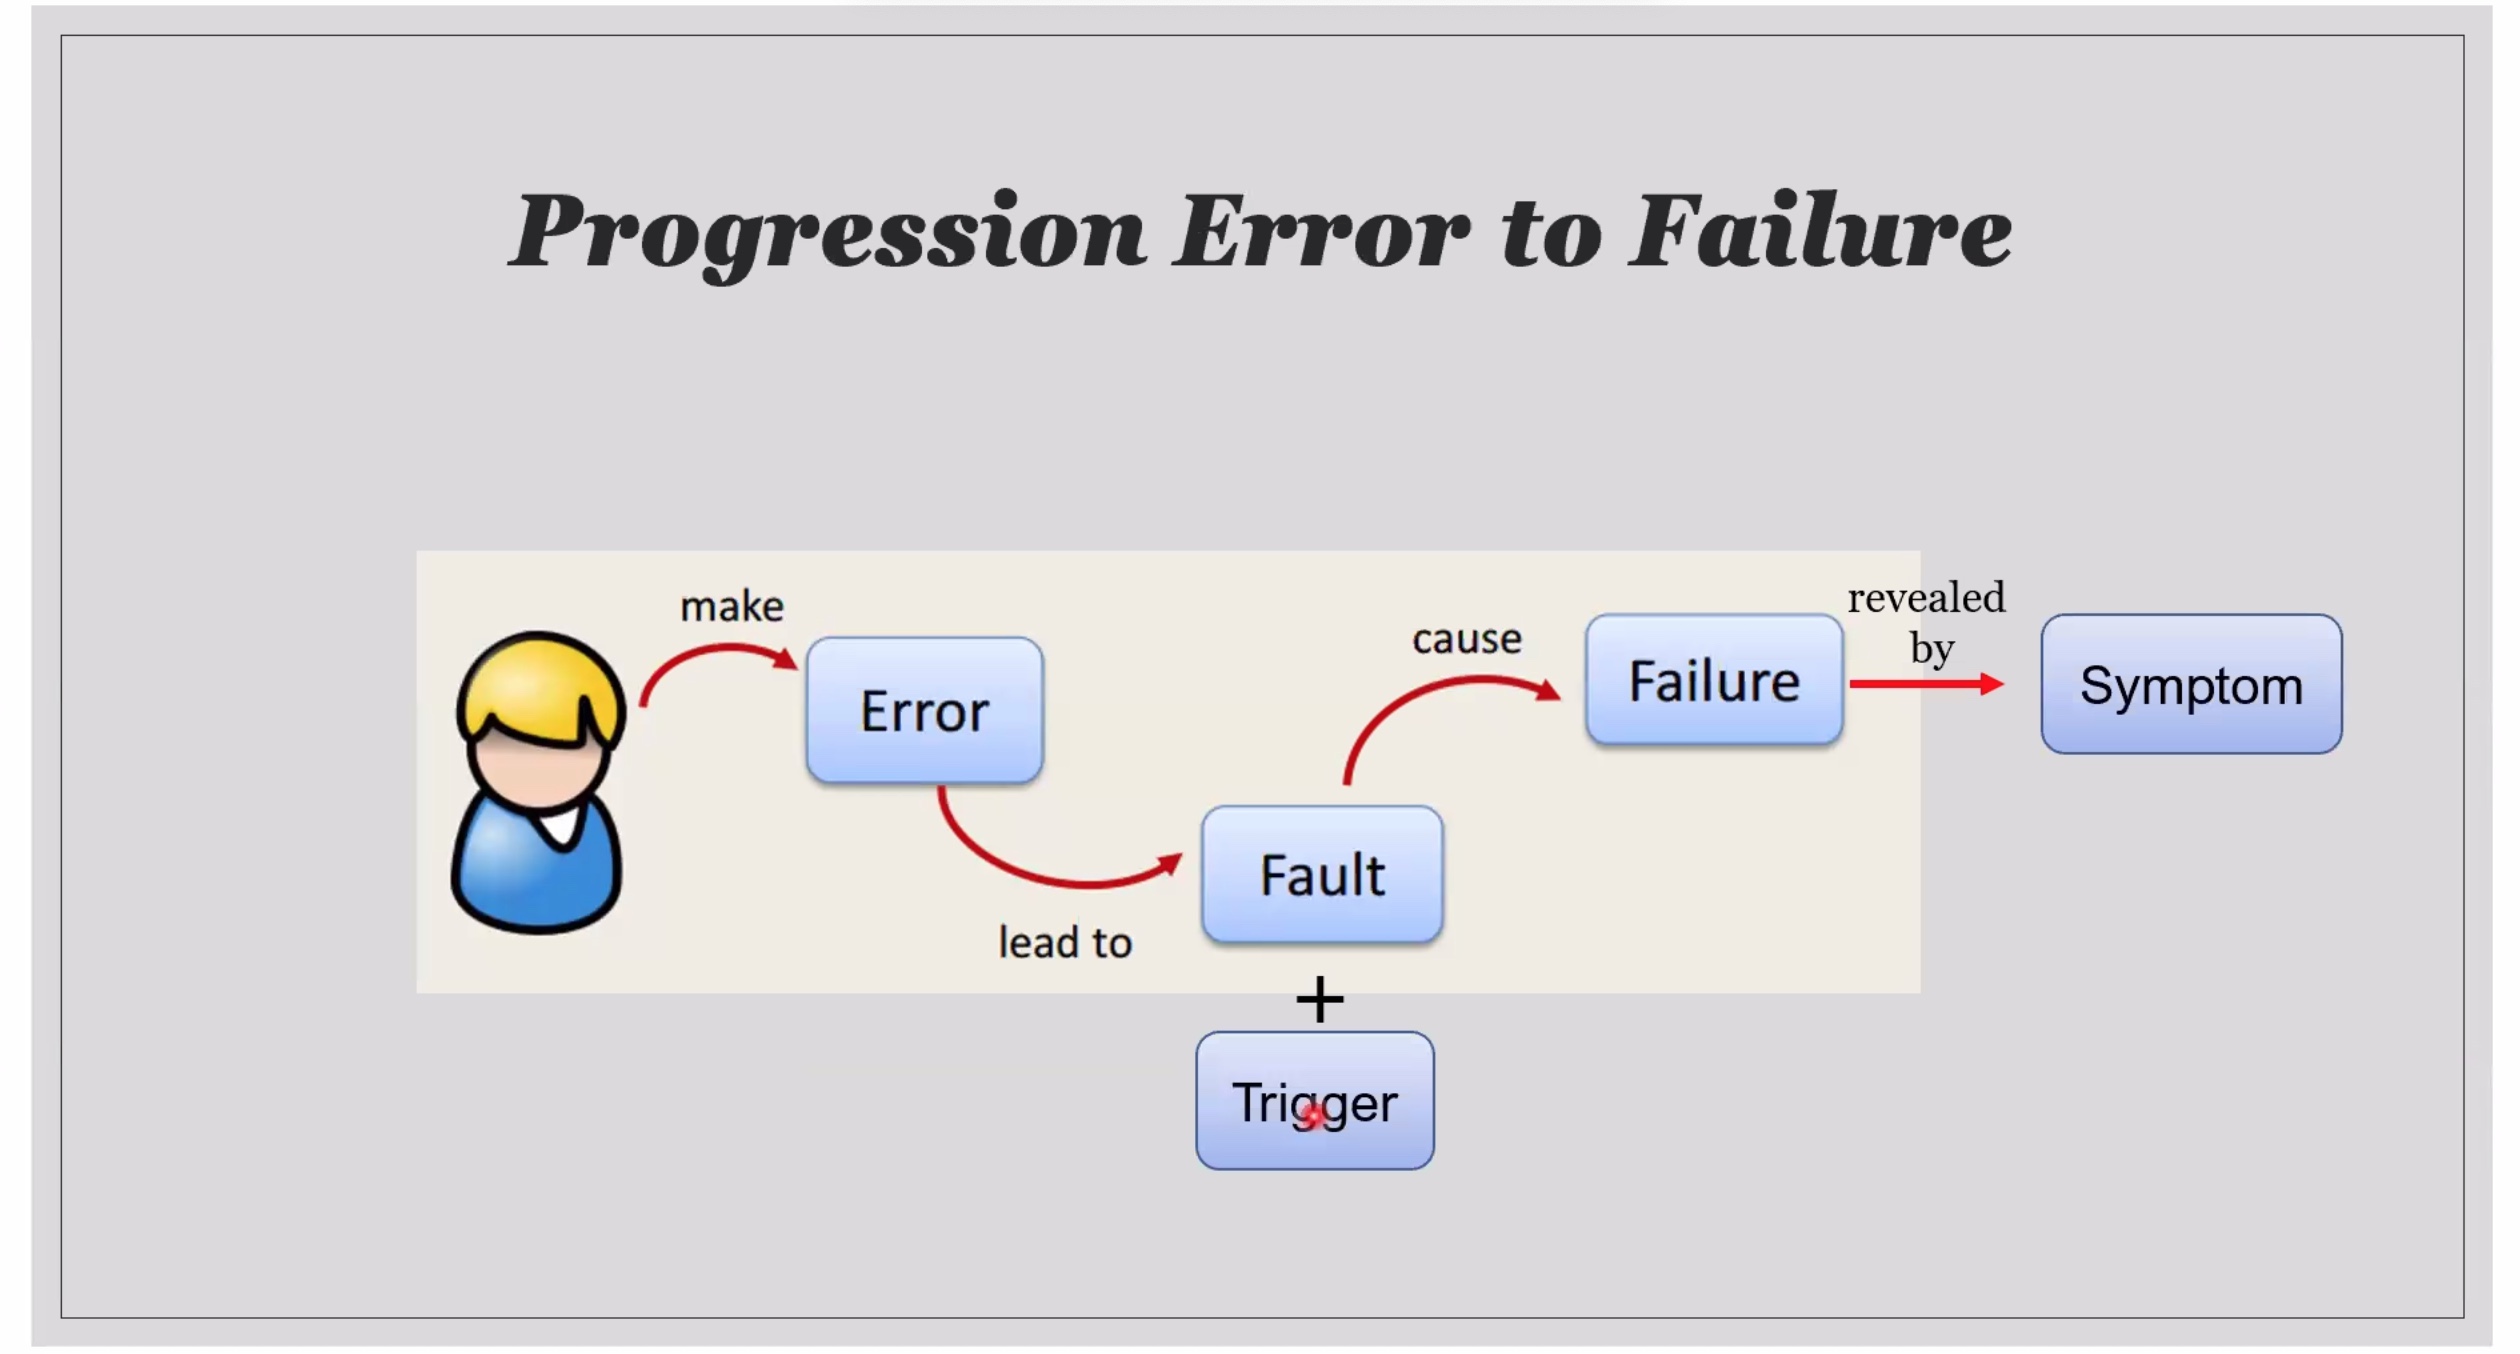 Progression Error to Failure
make
Error
lead to
Fault
+
Trigger
cause
Failure
revealed
by
Symptom